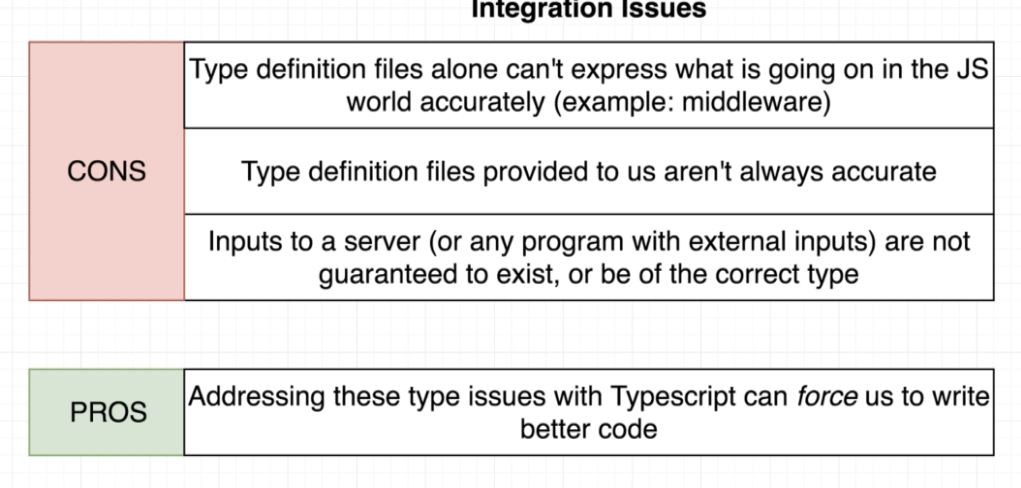 Integration Issues
CONS
Type definition files alone can't express what is going on in the JS
world accurately (example: middleware)
Type definition files provided to us aren't always accurate
Inputs to a server (or any program with external inputs) are not
guaranteed to exist, or be of the correct type
PROS
Addressing these type issues with Typescript can force us to write
better code